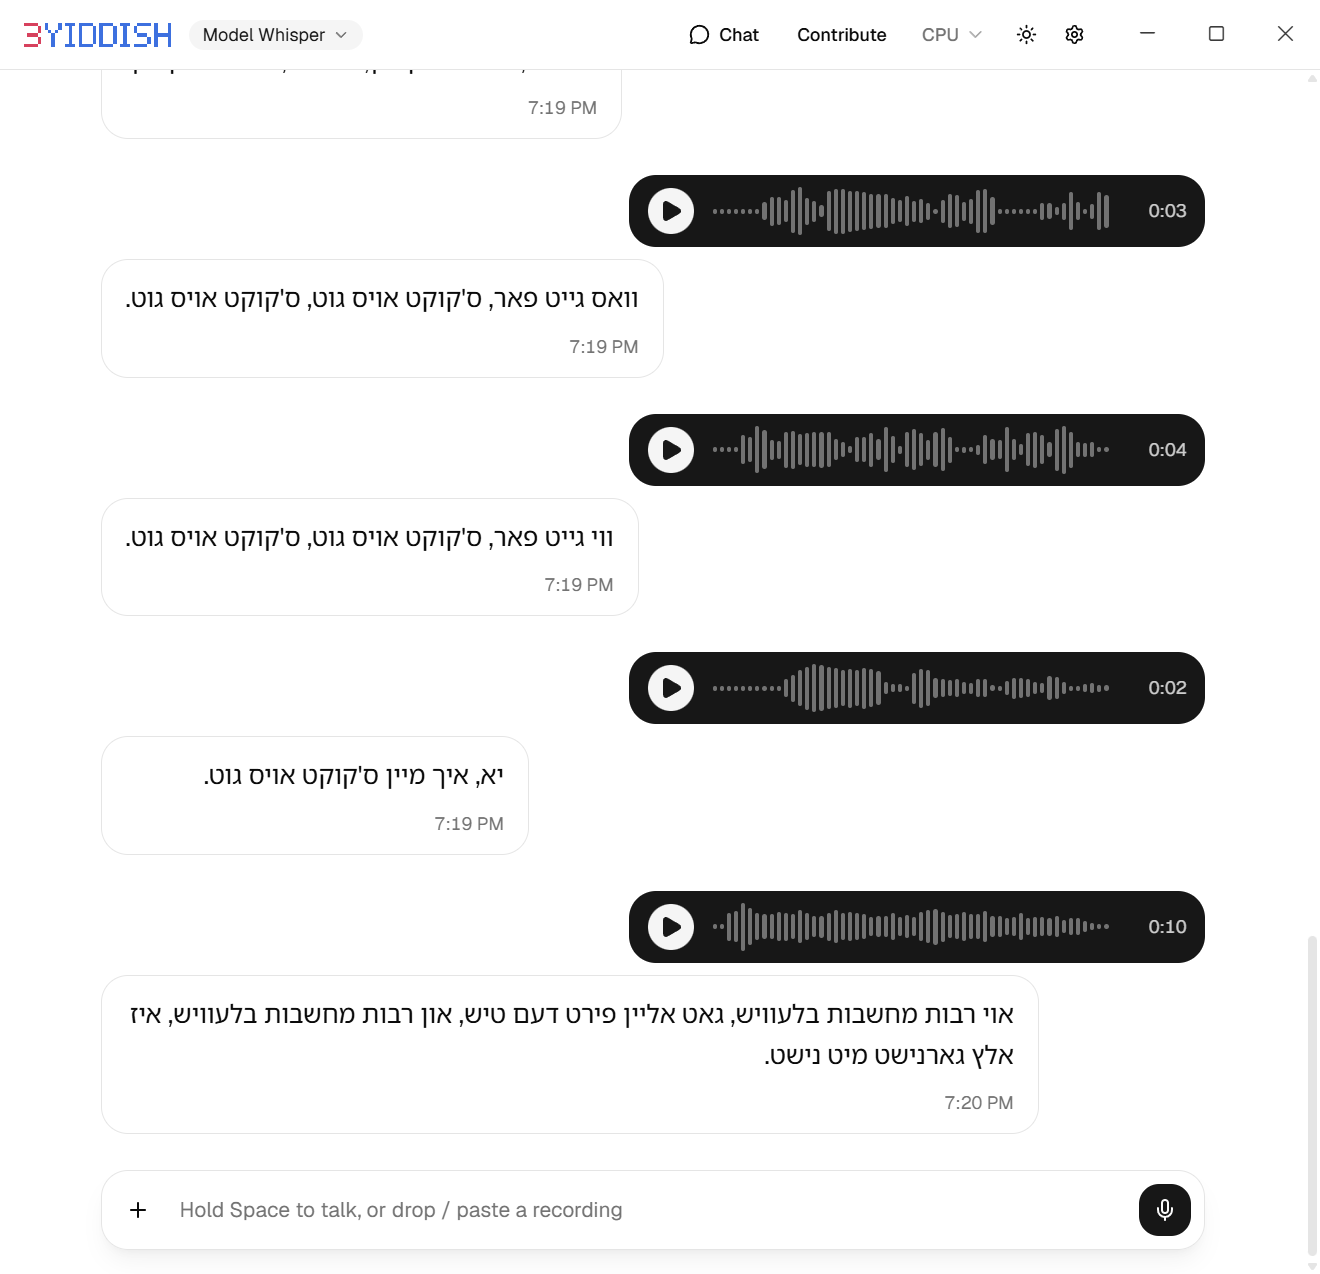 3YIDDISH
Model Whisper
Chat
Contribute
CPU
7:19 PM
0:03
וואס גייט פאר, ס'קוקט אויס גוט, ס'קוקט אויס גוט.
7:19 PM
0:04
ווי גייט פאר, ס'קוקט אויס גוט, ס'קוקט אויס גוט.
7:19 PM
0:02
יא, איך מיין ס'קוקט אויס גוט.
7:19 PM
0:10
אוי רבות מחשבות בלעוויש, גאט אליין פירט דעם טיש, און רבות מחשבות בלעוויש, איז
אלץ גארנישט מיט נישט.
7:20 PM
Hold Space to talk, or drop / paste a recording